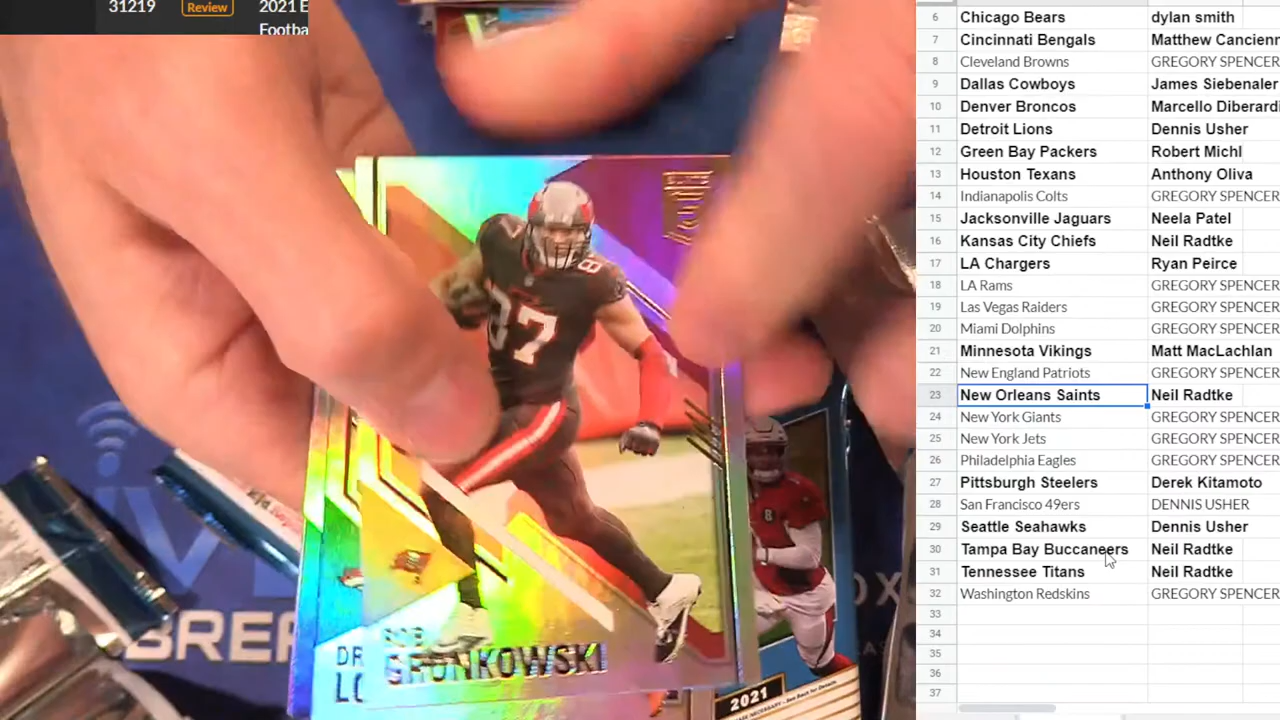 31219 Review 2021 E
Footba
87
87
ROB
GRONKOWSKI
DR
LO
8
2021
BREA
OX
6 Chicago Bears dylan smith
7 Cincinnati Bengals Matthew Cancienn
8 Cleveland Browns GREGORY SPENCER
9 Dallas Cowboys James Siebenaler
10 Denver Broncos Marcello Diberardi
11 Detroit Lions Dennis Usher
12 Green Bay Packers Robert Michl
13 Houston Texans Anthony Oliva
14 Indianapolis Colts GREGORY SPENCER
15 Jacksonville Jaguars Neela Patel
16 Kansas City Chiefs Neil Radtke
17 LA Chargers Ryan Peirce
18 LA Rams GREGORY SPENCER
19 Las Vegas Raiders GREGORY SPENCER
20 Miami Dolphins GREGORY SPENCER
21 Minnesota Vikings Matt MacLachlan
22 New England Patriots GREGORY SPENCER
23 New Orleans Saints Neil Radtke
24 New York Giants GREGORY SPENCER
25 New York Jets GREGORY SPENCER
26 Philadelphia Eagles GREGORY SPENCER
27 Pittsburgh Steelers Derek Kitamoto
28 San Francisco 49ers DENNIS USHER
29 Seattle Seahawks Dennis Usher
30 Tampa Bay Buccaneers Neil Radtke
31 Tennessee Titans Neil Radtke
32 Washington Redskins GREGORY SPENCER
33
34
35
36
37